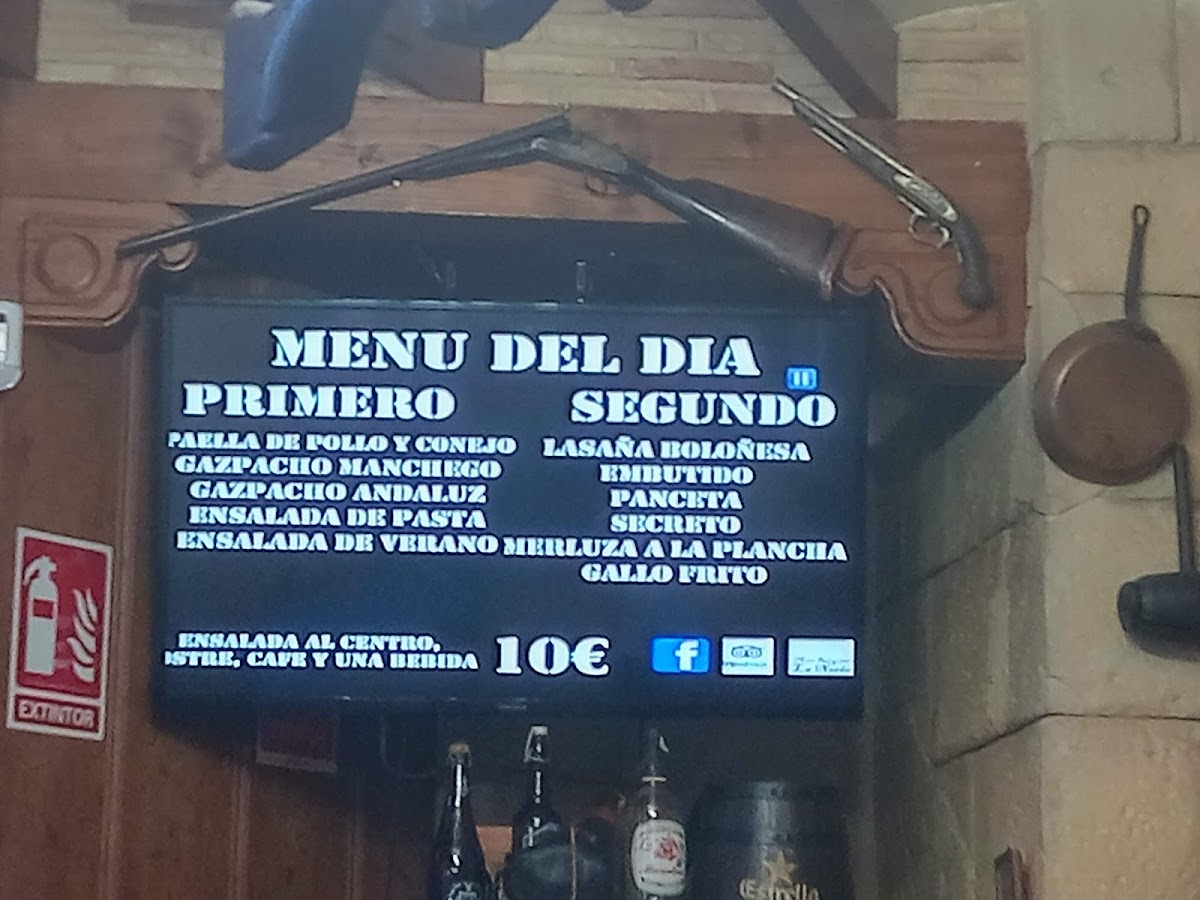 MENU DEL DIA
PRIMERO
PAELLA DE POLLO Y CONEJO
GAZPACHO MANCHEGO
GAZPACHO ANDALUZ
ENSALADA DE PASTA
ENSALADA DE VERANO
SEGUNDO
LASAÑA BOLOÑESA
EMBUTIDO
PANCETA
SECRETO
MERLUZA A LA PLANCHA
GALLO FRITO
ENSALADA AL CENTRO,
OSTRE, CAFE Y UNA BEBIDA
10€
f
EXTINTOR
Estrella